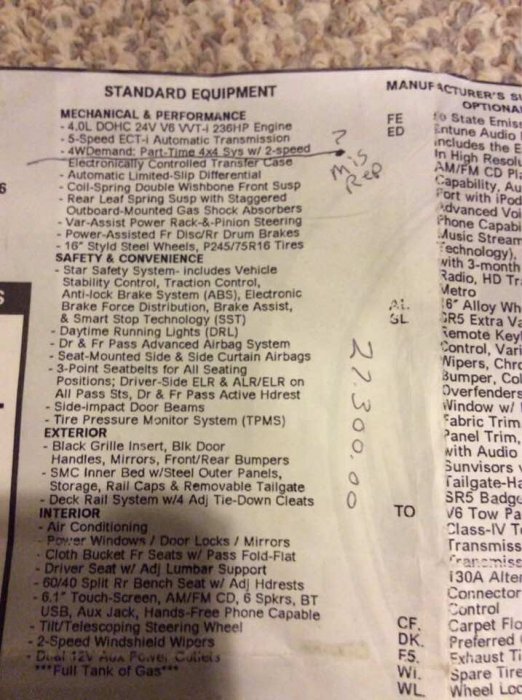 STANDARD EQUIPMENT
MECHANICAL & PERFORMANCE
- 4.0L DOHC 24V V6 VVT-i 236HP Engine
- 5-Speed ECT-i Automatic Transmission
- 4WDemand: Part-Time 4x4 Sys w/ 2-speed
Electronically Controlled Transfer Case
- Automatic Limited-Slip Differential
- Coil-Spring Double Wishbone Front Susp
- Rear Leaf Spring Susp with Staggered
Outboard-Mounted Gas Shock Absorbers
- Var-Assist Power Rack-&-Pinion Steering
- Power-Assisted Fr Disc/Rr Drum Brakes
- 16" Styld Steel Wheels, P245/75R16 Tires
SAFETY & CONVENIENCE
- Star Safety System- includes Vehicle
Stability Control, Traction Control,
Anti-lock Brake System (ABS), Electronic
Brake Force Distribution, Brake Assist,
& Smart Stop Technology (SST)
- Daytime Running Lights (DRL)
- Dr & Fr Pass Advanced Airbag System
- Seat-Mounted Side & Side Curtain Airbags
- 3-Point Seatbelts for All Seating
Positions; Driver-Side ELR & ALR/ELR on
All Pass Sts, Dr & Fr Pass Active Hdrest
- Side-Impact Door Beams
- Tire Pressure Monitor System (TPMS)
EXTERIOR
- Black Grille Insert, Blk Door
Handles, Mirrors, Front/Rear Bumpers
- SMC Inner Bed w/Steel Outer Panels,
Storage, Rail Caps & Removable Tailgate
- Deck Rail System w/4 Adj Tie-Down Cleats
INTERIOR
- Air Conditioning
- Power Windows / Door Locks / Mirrors
- Cloth Bucket Fr Seats w/ Pass Fold-Flat
- Driver Seat w/ Adj Lumbar Support
- 60/40 Split Rr Bench Seat w/ Adj Hdrests
- 6.1" Touch-Screen, AM/FM CD, 6 Spkrs, BT
USB, Aux Jack, Hands-Free Phone Capable
- Tilt/Telescoping Steering Wheel
- 2-Speed Windshield Wipers
- Dual 12V Aux Power Outlets
***Full Tank of Gas***
?
Mis
Rep
27,300.00
MANUFACTURER'S
OPTIONA
FE State Emiss
ED Entune Audio
includes the E
In High Resol
AM/FM CD Pl
Capability, Au
Port with iPod
Advanced Vo
Phone Capabi
Music Stream
Technology),
with 3-month
Radio, HD Tr
Metro
16" Alloy Wh
SL SR5 Extra Va
Remote Key
Control, Vari
Wipers, Chr
Bumper, Col
Overfenders
Window w/
Fabric Trim
Panel Trim,
with Audio
Sunvisors
Tailgate-Ha
SR5 Badge
TO V6 Tow Pa
Class-IV T
Transmiss
Transmiss
130A Alter
Connector
Control
CF Carpet Flo
DK Preferred
FS Exhaust Ti
WI Spare Tire
WL Wheel Loc